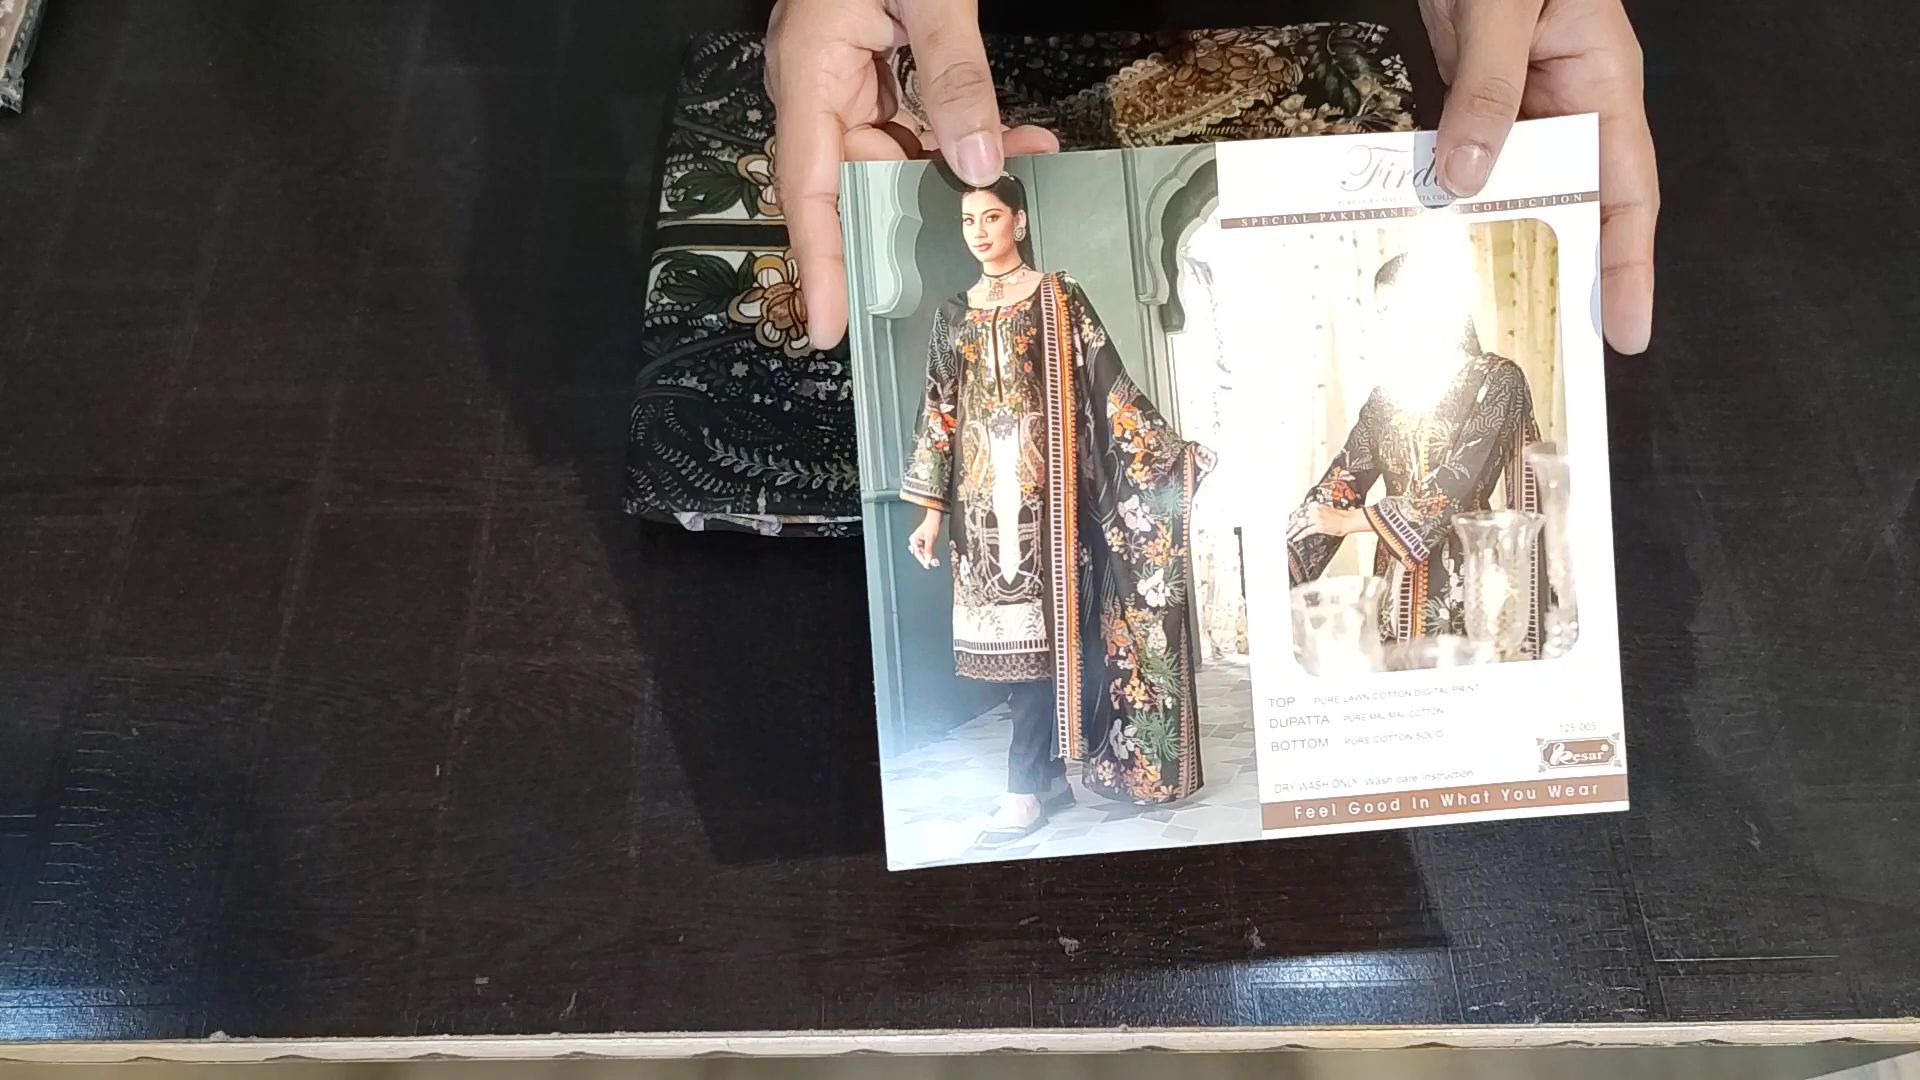 SPECIAL PAKISTANI COLLECTION
TOP PURE LAWN COTTON DIGITAL PRINT
DUPATTA PURE MAL MAL COTTON
BOTTOM PURE COTTON SOLID
125-005
Kesar®
DRY WASH ONLY Wash care instruction
Feel Good In What You Wear